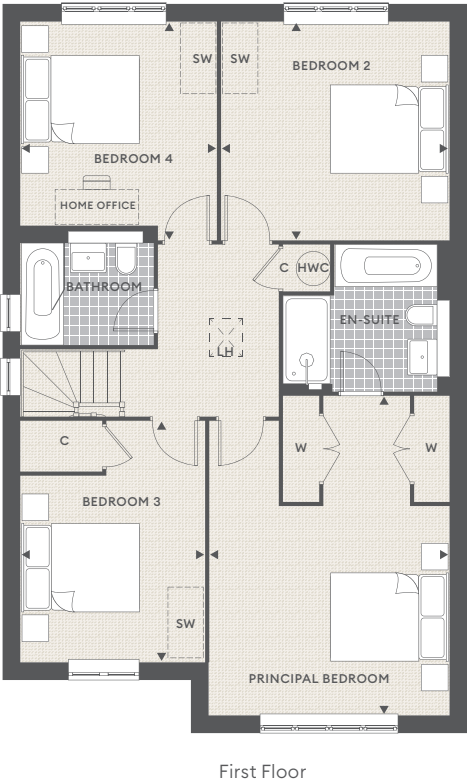 SW
SW
BEDROOM 2
BEDROOM 4
HOME OFFICE
C
HWC
BATHROOM
EN-SUITE
LH
C
W
W
BEDROOM 3
SW
PRINCIPAL BEDROOM
First Floor